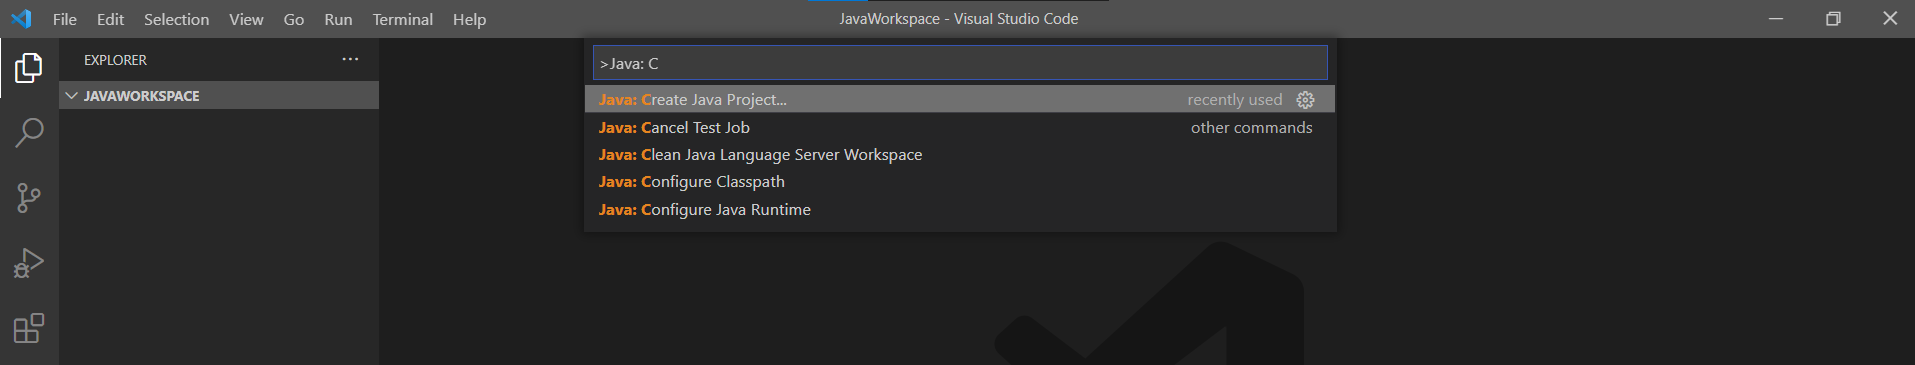 File Edit Selection View Go Run Terminal Help JavaWorkspace - Visual Studio Code
EXPLORER ...
>Java: C
JAVAWORKSPACE
Java: Create Java Project... recently used
Java: Cancel Test Job other commands
Java: Clean Java Language Server Workspace
Java: Configure Classpath
Java: Configure Java Runtime